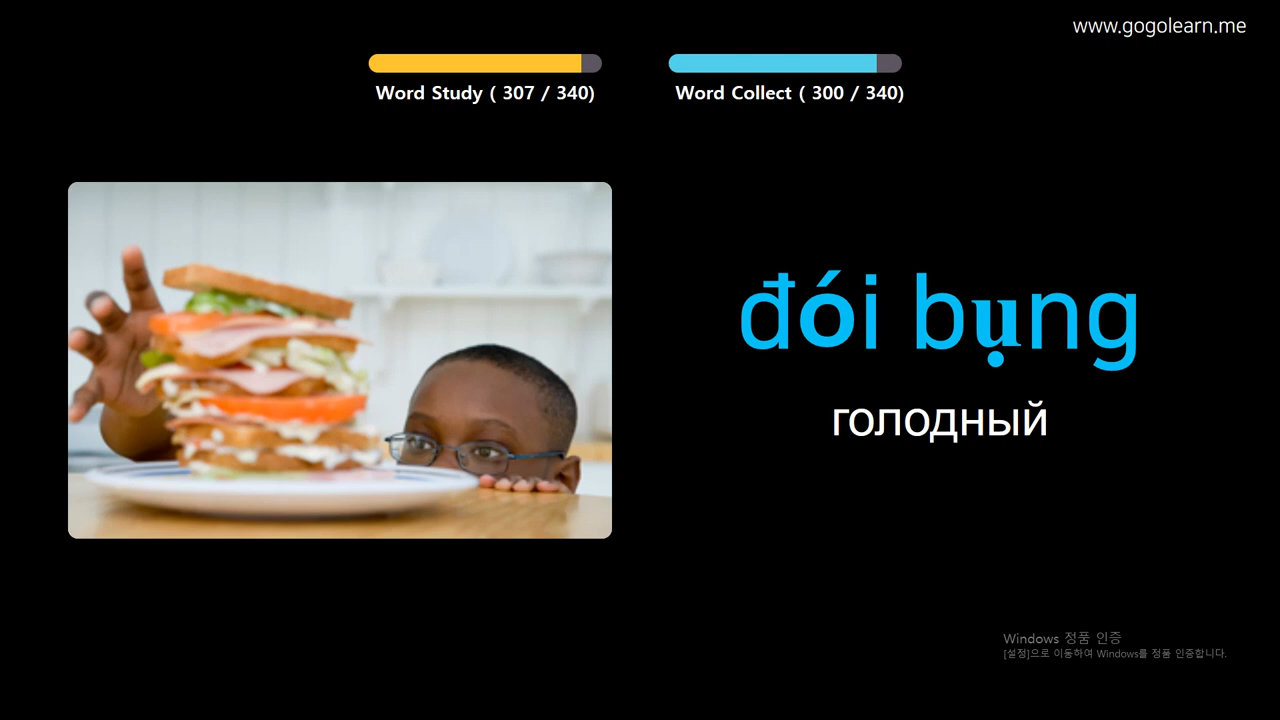 www.gogolearn.me
Word Study ( 307 / 340)
Word Collect ( 300 / 340)
đói bụng
голодный
Windows 정품 인증
[설정]으로 이동하여 Windows를 정품 인증합니다.